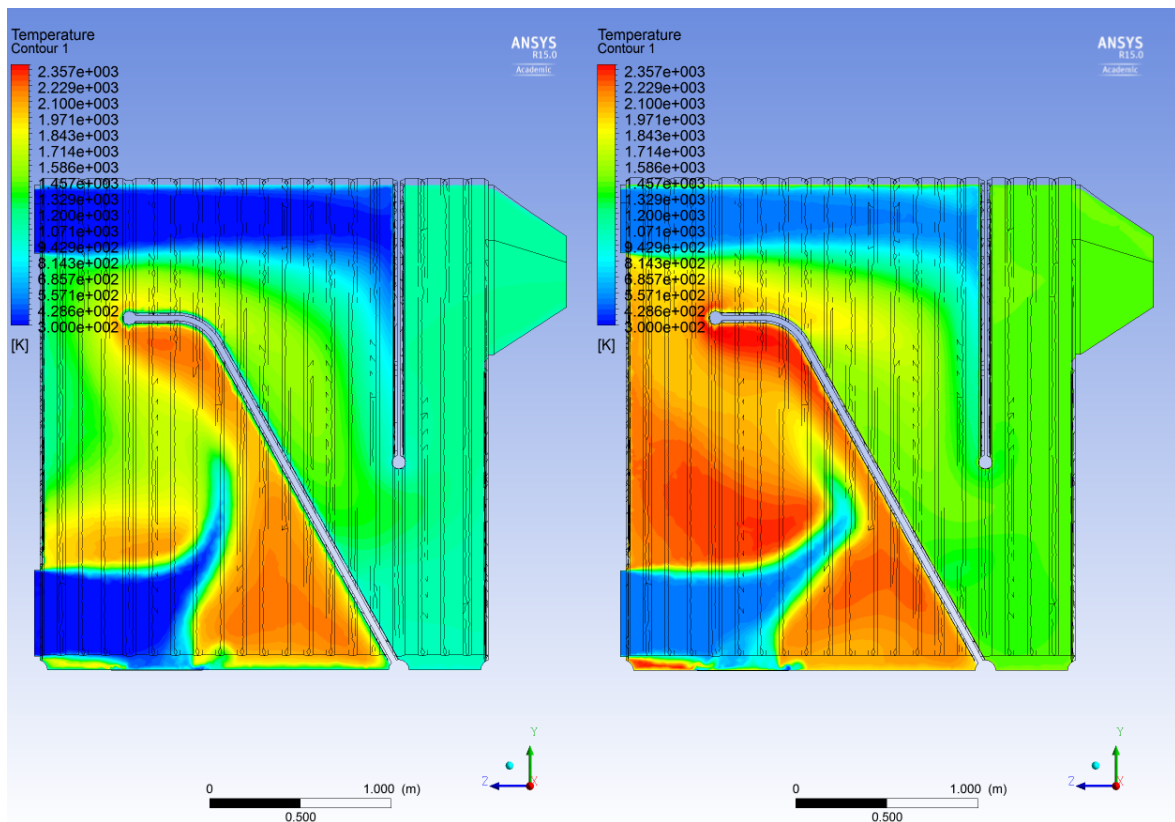 Temperature
Contour 1
ANSYS
R15.0
Academic
2.357e+003
2.229e+003
2.100e+003
1.971e+003
1.843e+003
1.714e+003
1.586e+003
1.457e+003
1.329e+003
1.200e+003
9.429e+002
8.143e+002
6.857e+002
5.571e+002
4.286e+002
3.000e+002
[K]
Y
Z
X
0
1.000
(m)
0.500
Temperature
Contour 1
ANSYS
R15.0
Academic
2.357e+003
2.229e+003
2.100e+003
1.971e+003
1.843e+003
1.714e+003
1.586e+003
1.457e+003
1.329e+003
1.200e+003
9.429e+002
8.143e+002
6.857e+002
5.571e+002
4.286e+002
3.000e+002
[K]
Y
Z
X
0
1.000
(m)
0.500